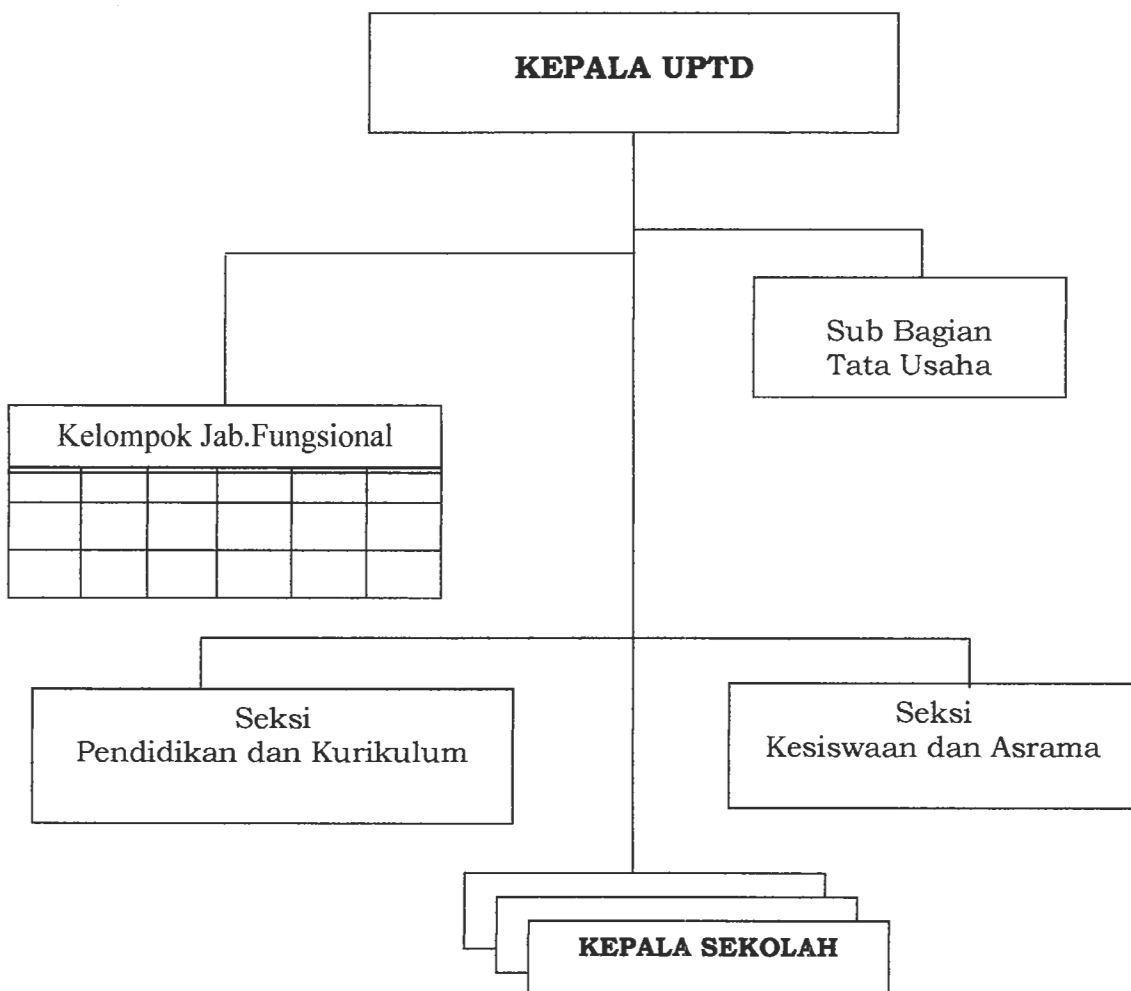 KEPALA UPTD
Sub Bagian
Tata Usaha
Kelompok Jab.Fungsional
Seksi
Pendidikan dan Kurikulum
Seksi
Kesiswaan dan Asrama
KEPALA SEKOLAH